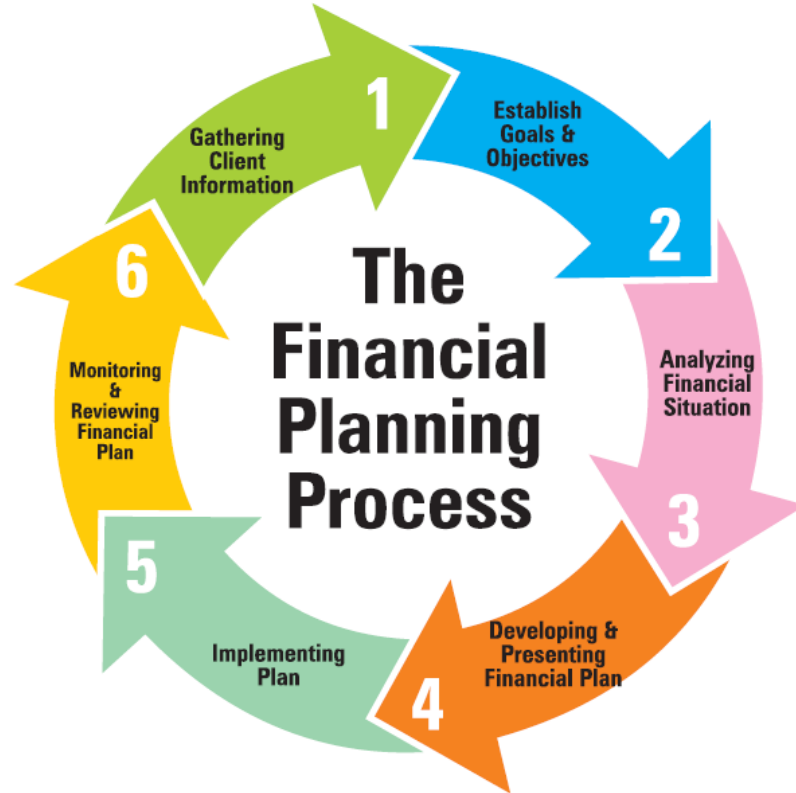 The
Financial
Planning
Process
1
Gathering
Client
Information
Establish
Goals &
Objectives
2
Analyzing
Financial
Situation
3
Developing &
Presenting
Financial Plan
4
Implementing
Plan
5
Monitoring
&
Reviewing
Financial
Plan
6